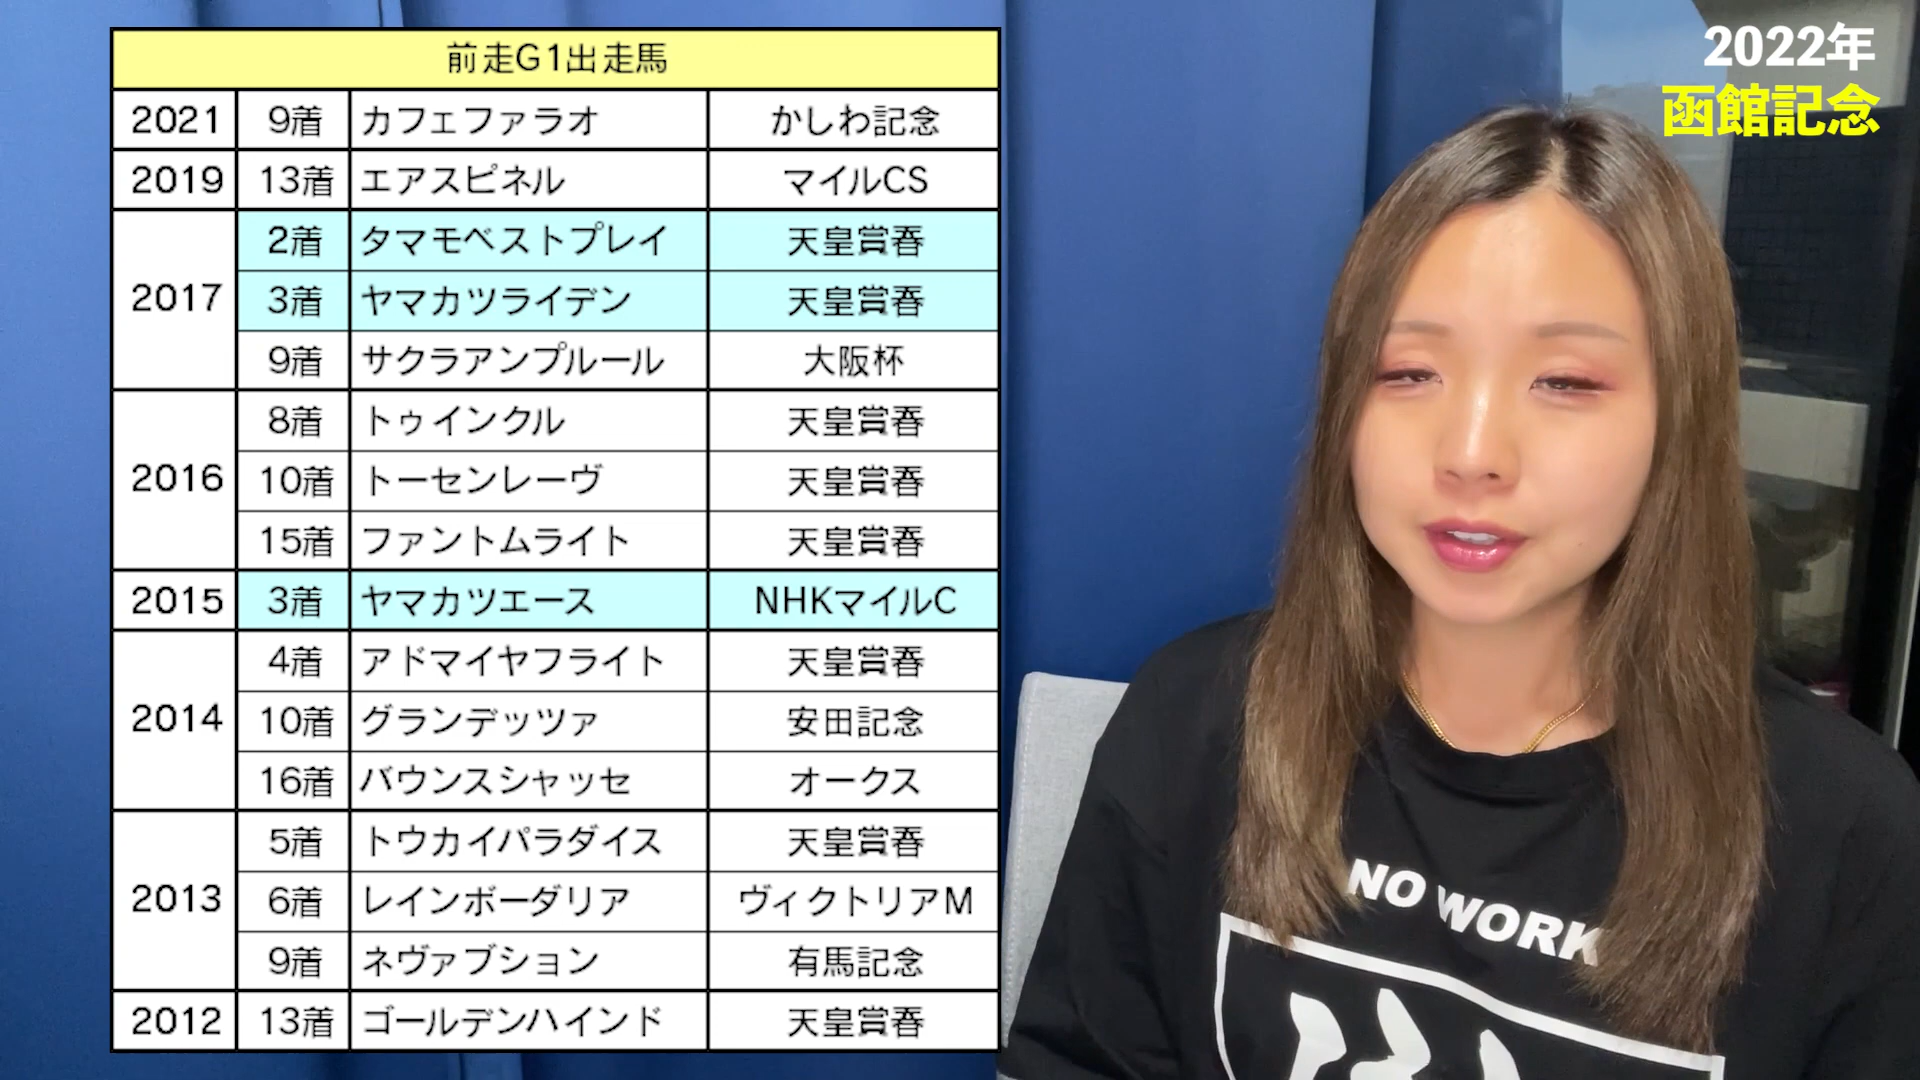 前走G1出走馬
2021 9着 カフェファラオ かしわ記念
2019 13着 エアスピネル マイルCS
2017 2着 タマモベストプレイ 天皇賞春
3着 ヤマカツライデン 天皇賞春
9着 サクラアンプルール 大阪杯
2016 8着 トゥインクル 天皇賞春
10着 トーセンレーヴ 天皇賞春
15着 ファントムライト 天皇賞春
2015 3着 ヤマカツエース NHKマイルC
2014 4着 アドマイヤフライト 天皇賞春
10着 グランデッツァ 安田記念
16着 バウンスシャッセ オークス
2013 5着 トウカイパラダイス 天皇賞春
6着 レインボーダリア ヴィクトリアM
9着 ネヴァブション 有馬記念
2012 13着 ゴールデンハインド 天皇賞春
2022年
函館記念
NO WORK